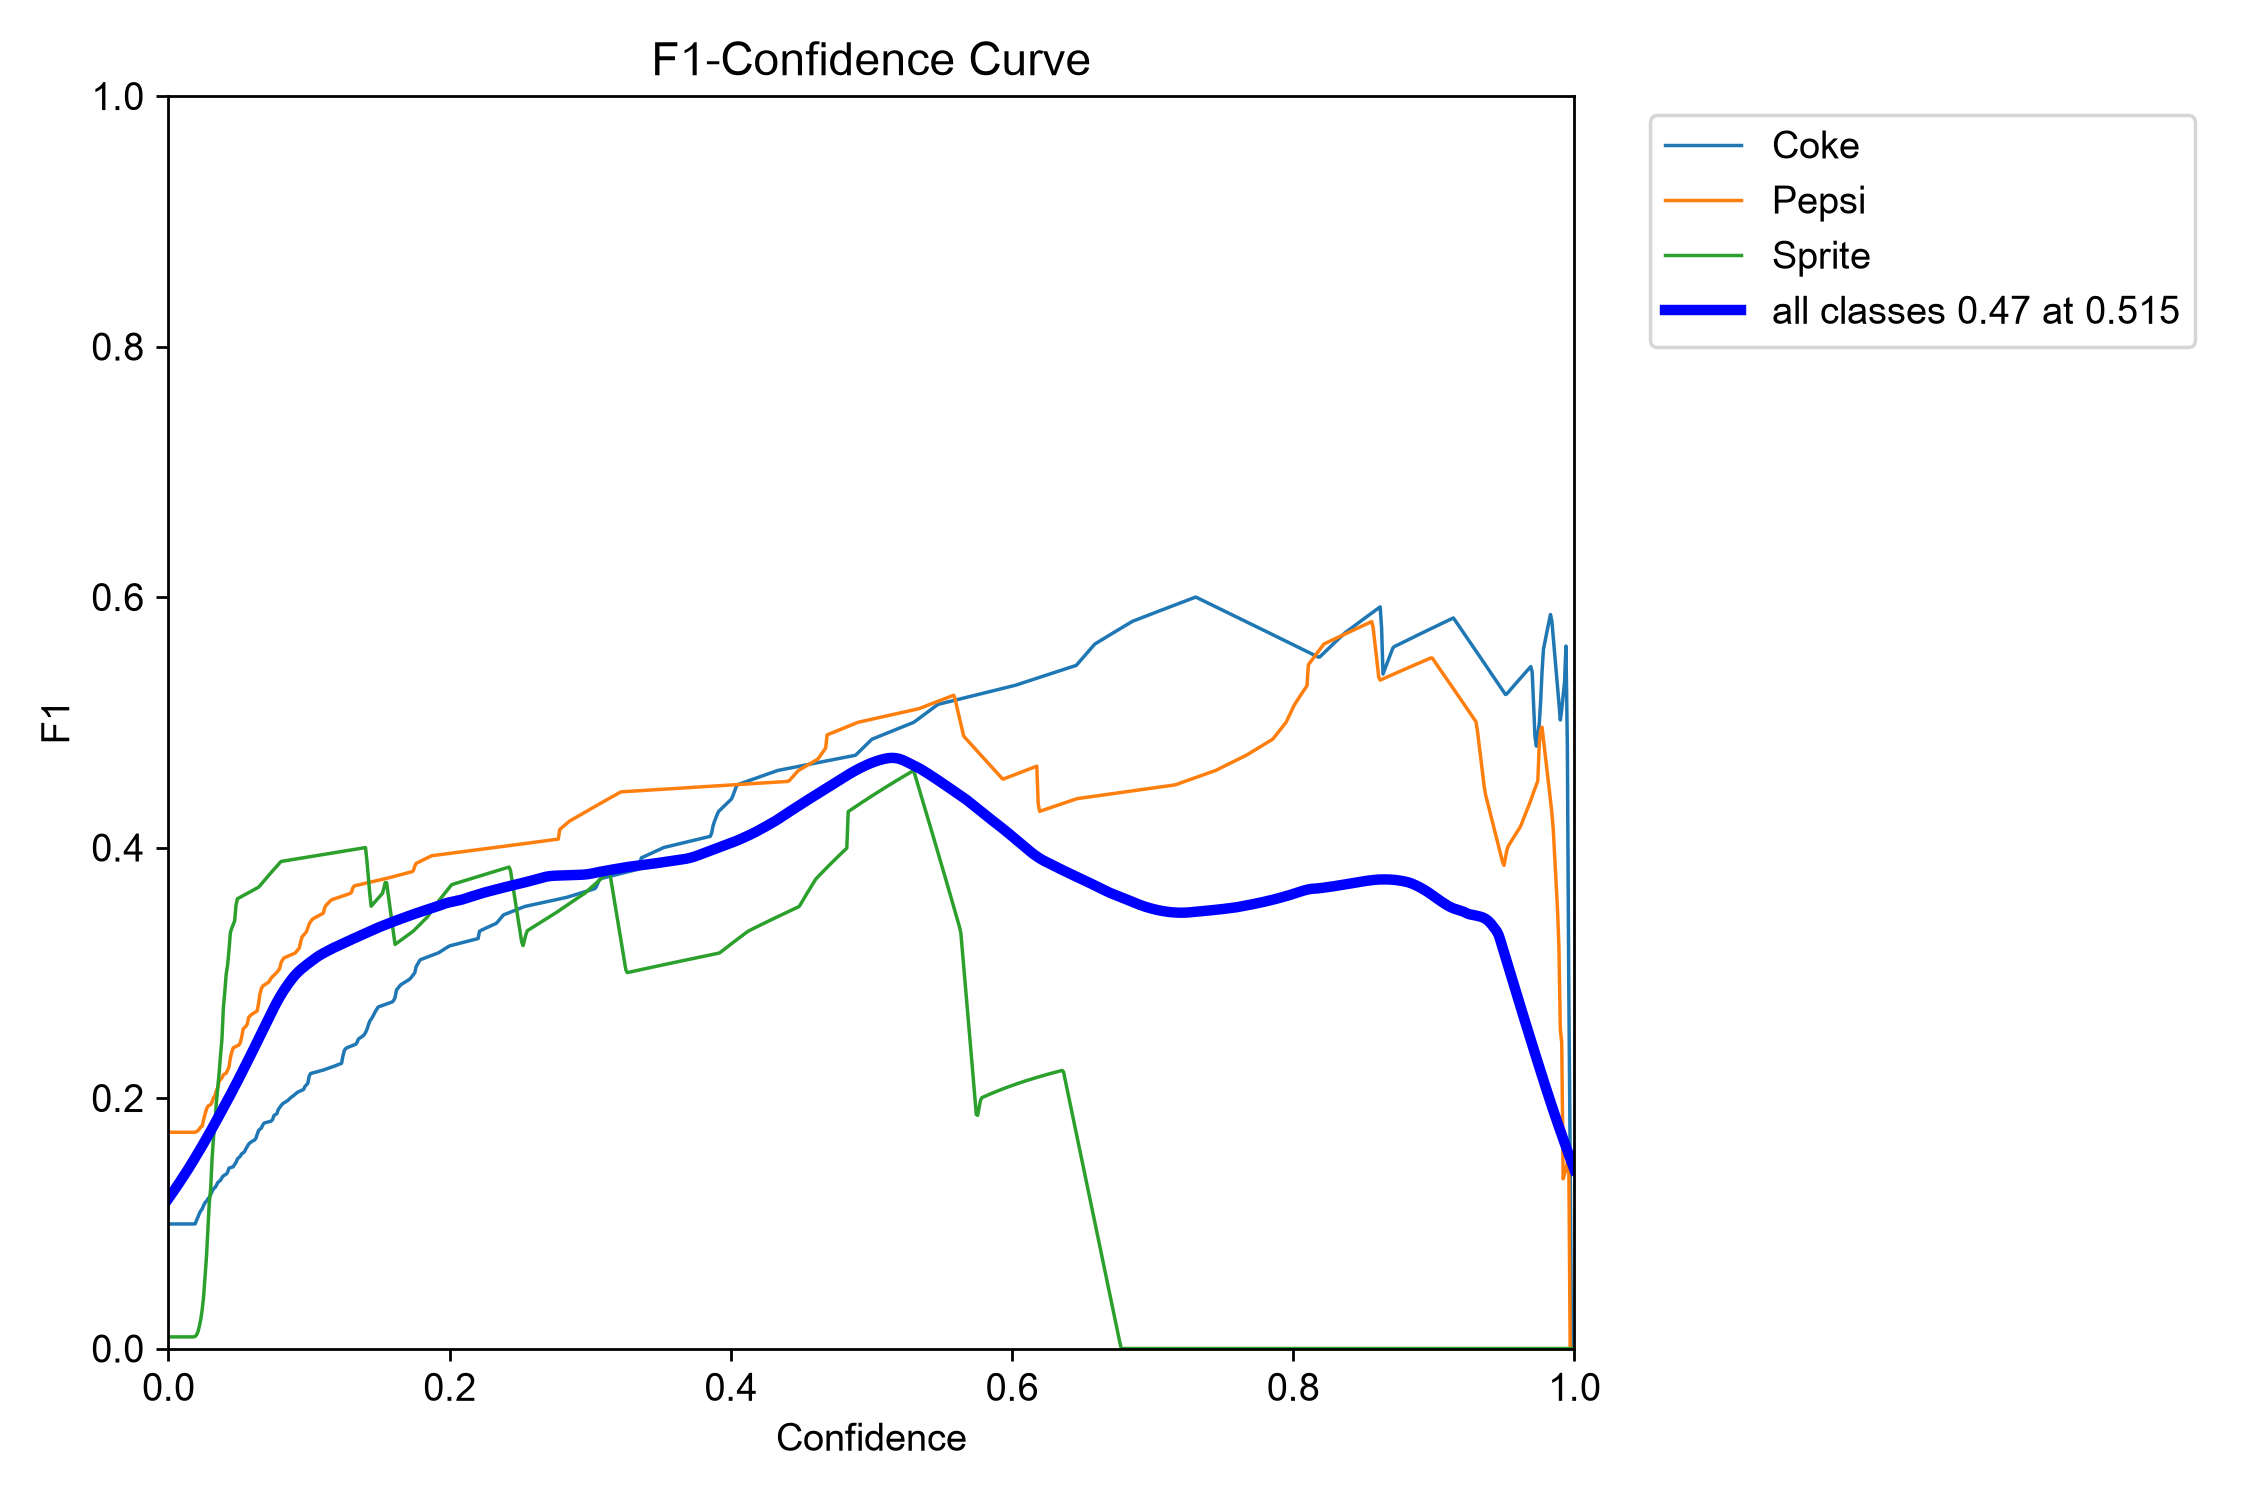 F1-Confidence Curve
1.0
0.8
0.6
0.4
0.2
0.0
F1
0.0 0.2 0.4 0.6 0.8 1.0
Confidence
Coke
Pepsi
Sprite
all classes 0.47 at 0.515